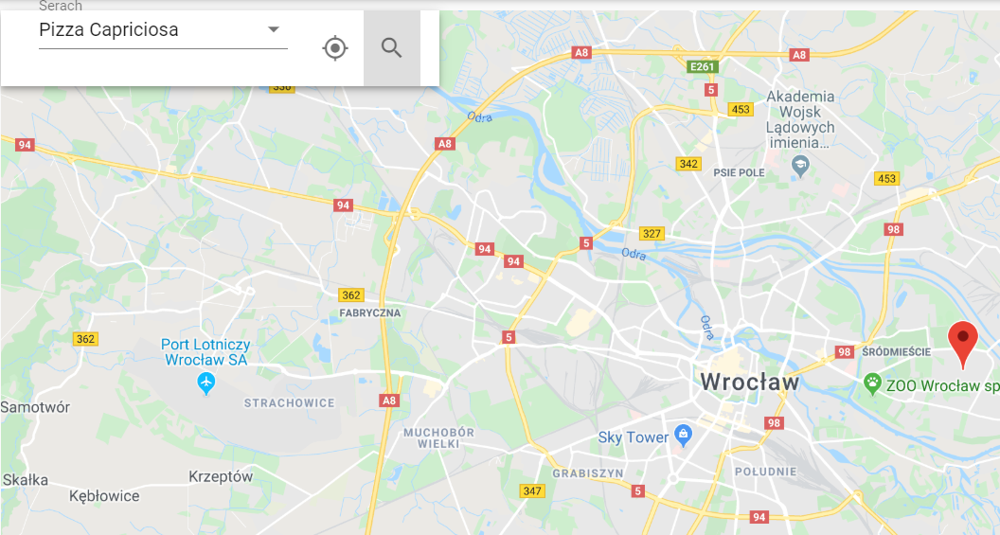 Serach
Pizza Capriciosa
A8
A8
E261
336
5
Odra
453
Akademia
Wojsk
Lądowych
imienia...
94
A8
342
PSIE POLE
453
94
5
327
98
94
94
Odra
362
FABRYCZNA
Odra
362
5
Port Lotniczy
Wrocław SA
98
ŚRÓDMIEŚCIE
Wrocław
ZOO Wrocław sp
Samotwór
STRACHOWICE
A8
98
MUCHOBÓR
WIELKI
Sky Tower
Skałka
Krzeptów
GRABISZYN
POŁUDNIE
Kębłowice
347
5
94